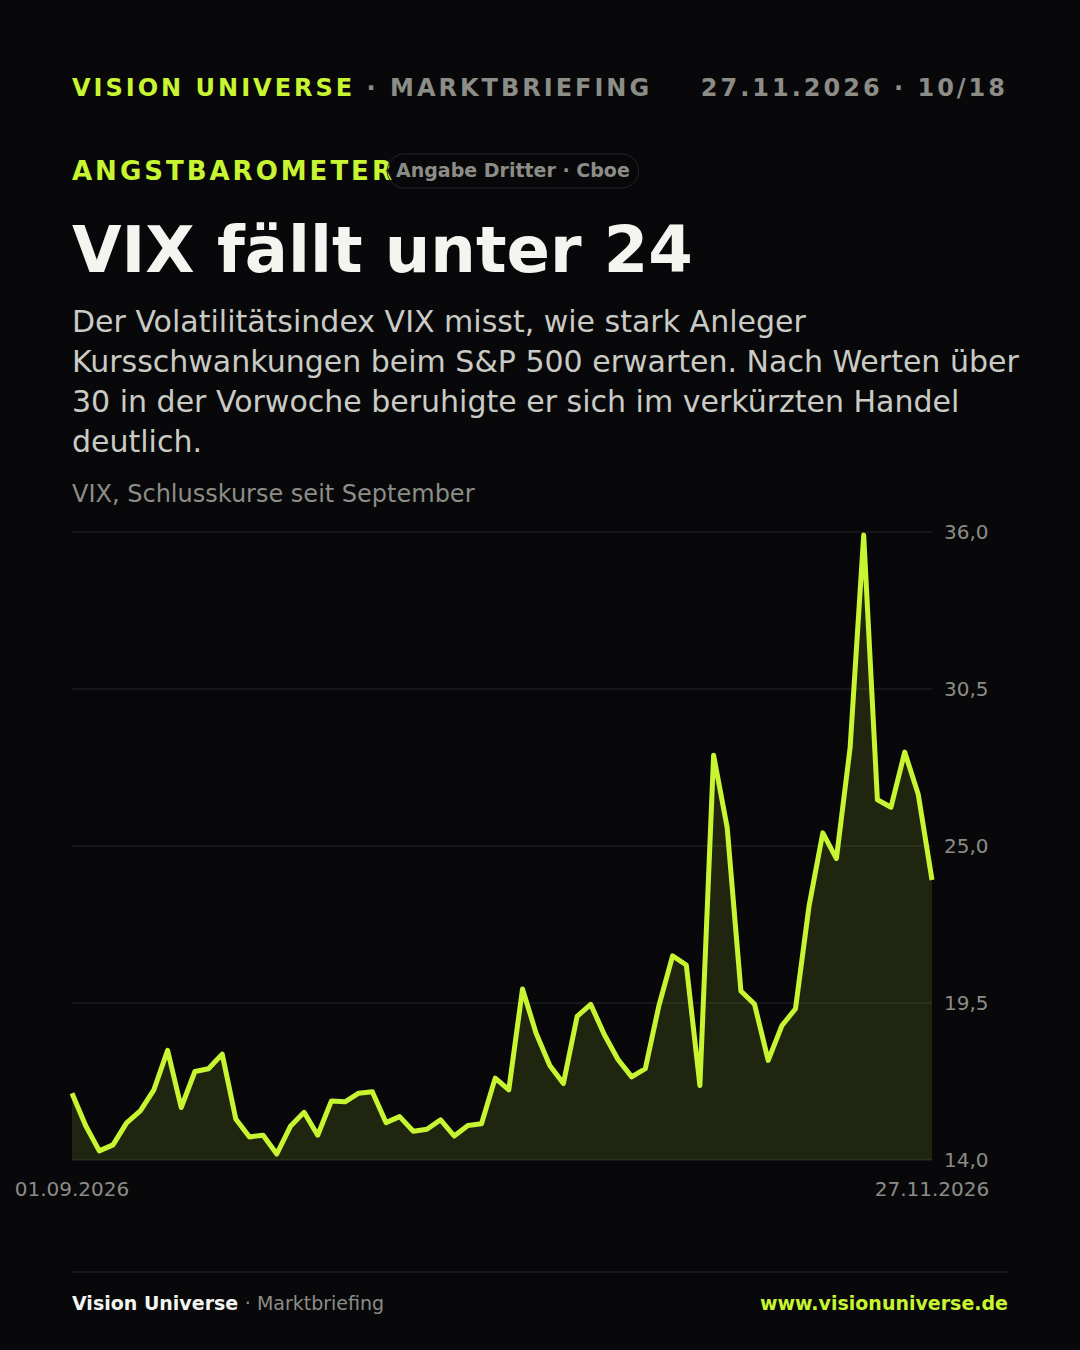 VISION UNIVERSE · MARKTBRIEFING 27.11.2026 · 10/18
ANGSTBAROMETER Angabe Dritter · Cboe
VIX fällt unter 24
Der Volatilitätsindex VIX misst, wie stark Anleger
Kursschwankungen beim S&P 500 erwarten. Nach Werten über
30 in der Vorwoche beruhigte er sich im verkürzten Handel
deutlich.
VIX, Schlusskurse seit September
36,0
30,5
25,0
19,5
14,0
01.09.2026 27.11.2026
Vision Universe · Marktbriefing www.visionuniverse.de